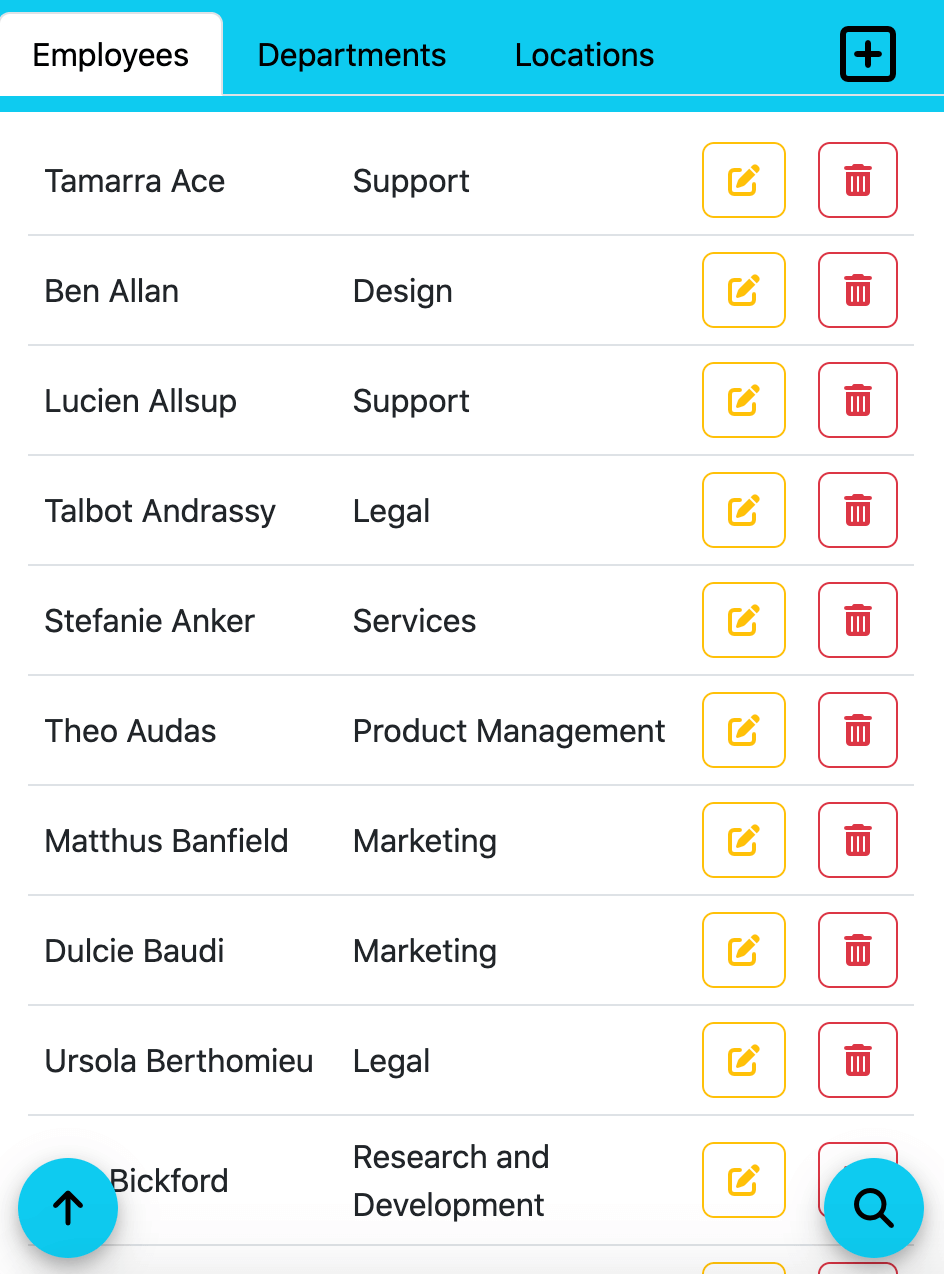 Employees Departments Locations
Tamarra Ace Support
Ben Allan Design
Lucien Allsup Support
Talbot Andrassy Legal
Stefanie Anker Services
Theo Audas Product Management
Matthus Banfield Marketing
Dulcie Baudi Marketing
Ursola Berthomieu Legal
Bickford Research and
Development